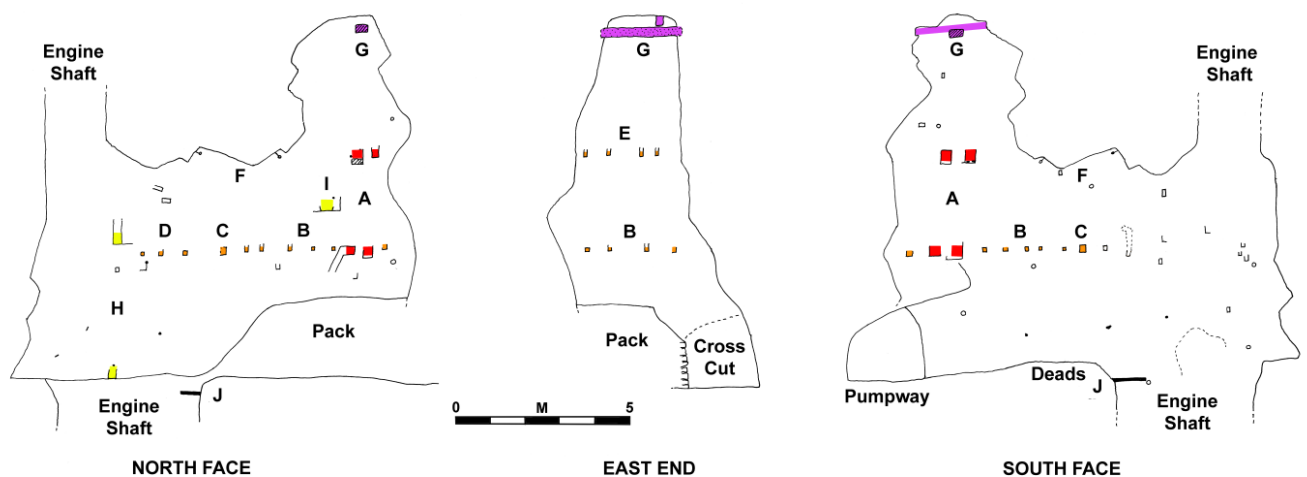 Engine
Shaft
G
F
I
A
D
C
B
H
Pack
J
Engine
Shaft
NORTH FACE
G
E
B
Pack
Cross
Cut
0 M 5
EAST END
G
Engine
Shaft
F
A
B
C
Deads
J
Pumpway
Engine
Shaft
SOUTH FACE